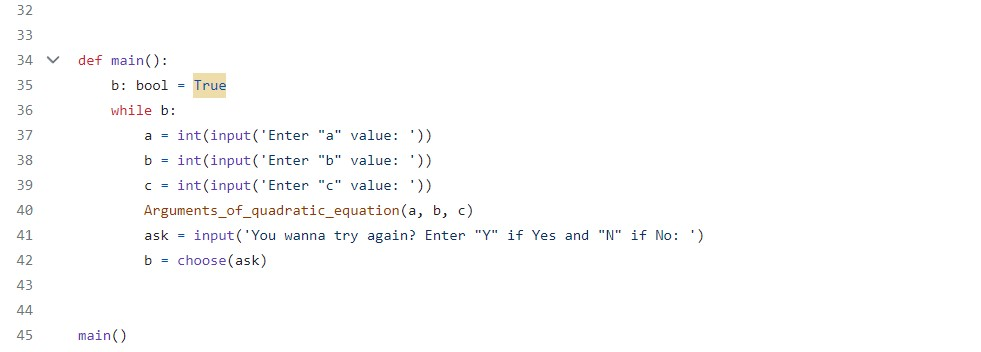 32
33
34 def main():
35     b: bool = True
36     while b:
37         a = int(input('Enter "a" value: '))
38         b = int(input('Enter "b" value: '))
39         c = int(input('Enter "c" value: '))
40         Arguments_of_quadratic_equation(a, b, c)
41         ask = input('You wanna try again? Enter "Y" if Yes and "N" if No: ')
42         b = choose(ask)
43
44
45 main()